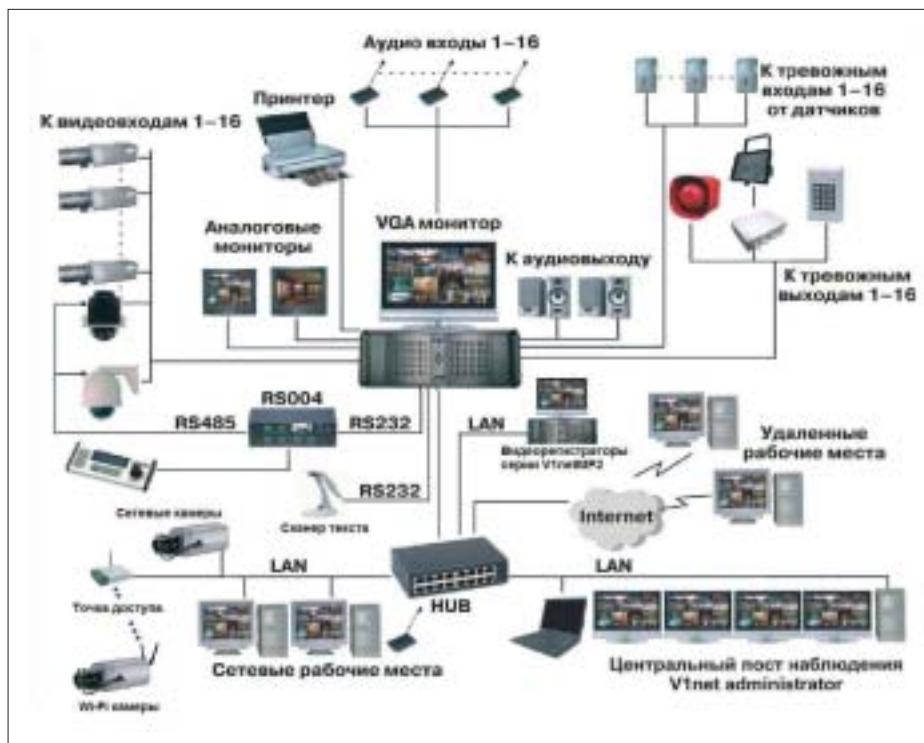 Аудио входы 1–16
К тревожным
входам 1–16
от датчиков
Принтер
К видеовходам 1–16
VGA монитор
Аналоговые
мониторы
К аудиовыходу
К тревожным
выходам 1–16
RS004
RS485
RS232
LAN
Видеорегистраторы
серии V1netMP2
Удаленные
рабочие места
RS232
Сканер текста
Internet
Сетевые камеры
LAN
LAN
HUB
Точка доступа
Сетевые рабочие места
Центральный пост наблюдения
V1net administrator
Wi-Fi камеры